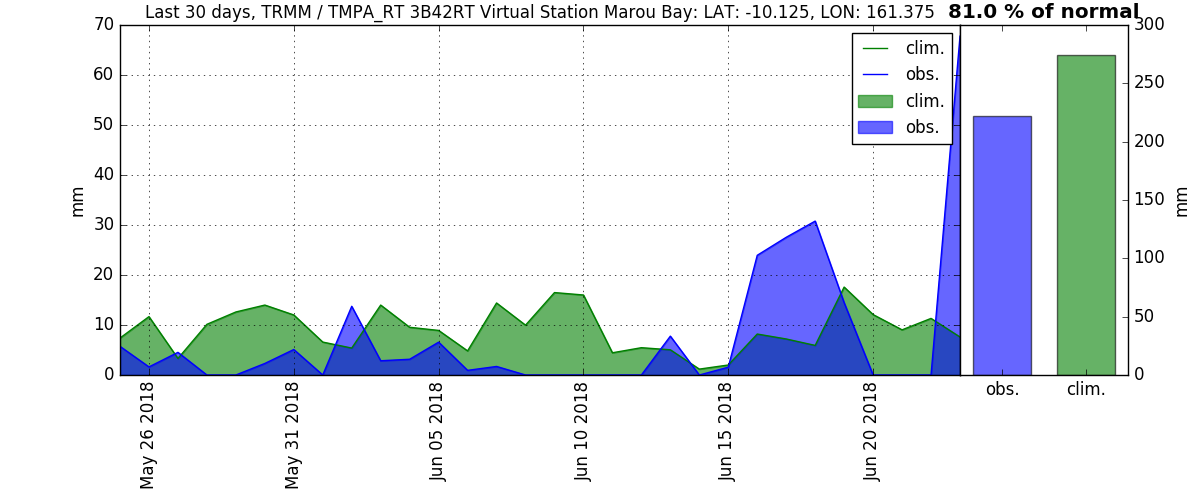 Last 30 days, TRMM / TMPA_RT 3B42RT Virtual Station Marou Bay: LAT: -10.125, LON: 161.375 81.0 % of normal
70
60
50
40
30
20
10
0
mm
clim.
obs.
clim.
obs.
May 26 2018
May 31 2018
Jun 05 2018
Jun 10 2018
Jun 15 2018
Jun 20 2018
300
250
200
150
100
50
0
mm
obs.
clim.